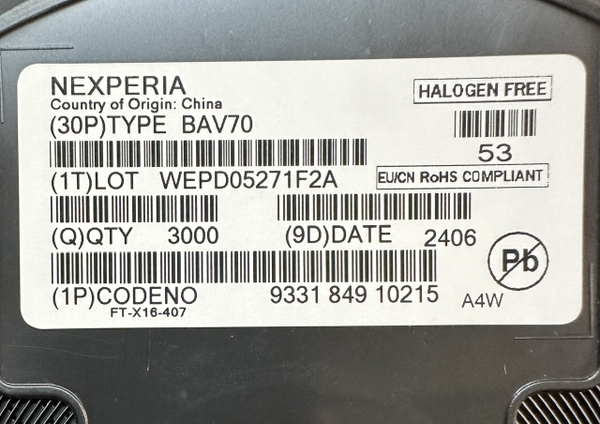 NEXPERIA
HALOGEN FREE
Country of Origin: China
(30P)TYPE BAV70
53
(1T)LOT WEPD05271F2A
EU/CN RoHS COMPLIANT
(Q)QTY 3000 (9D)DATE 2406
Pb
(1P)CODENO 9331 849 10215 A4W
FT-X16-407